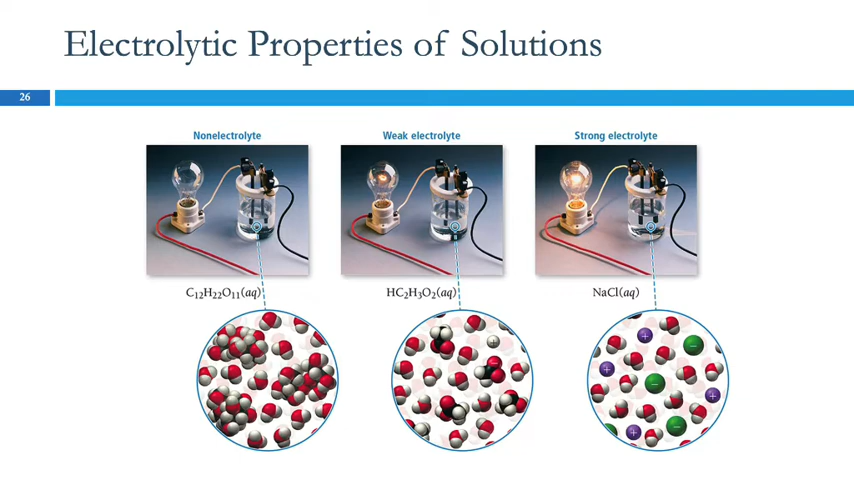 Electrolytic Properties of Solutions
26
Nonelectrolyte
Weak electrolyte
Strong electrolyte
C₁₂H₂₂O₁₁(aq)
HC₂H₃O₂(aq)
NaCl(aq)